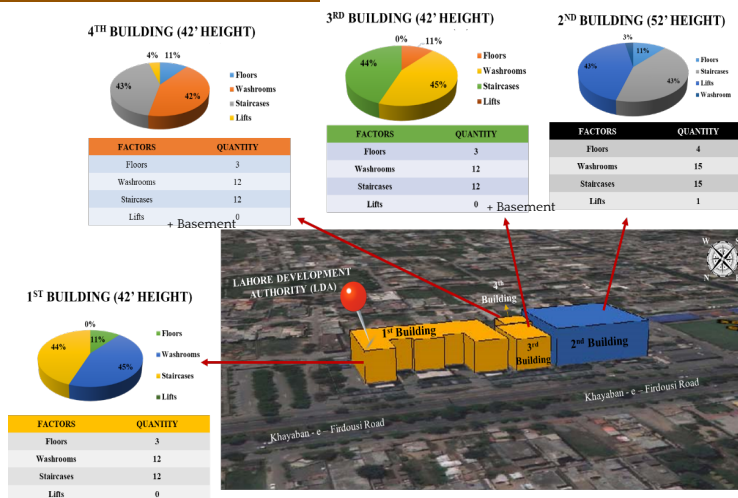 4TH BUILDING (42’ HEIGHT)
4% 11%
43%
42%
Floors
Washrooms
Staircases
Lifts
FACTORS QUANTITY
Floors 3
Washrooms 12
Staircases 12
Lifts 0
+ Basement
3RD BUILDING (42’ HEIGHT)
0% 11%
44%
45%
Floors
Washrooms
Staircases
Lifts
FACTORS QUANTITY
Floors 3
Washrooms 12
Staircases 12
Lifts 0
+ Basement
2ND BUILDING (52’ HEIGHT)
3%
11%
43%
43%
Floors
Staircases
Lifts
Washroom
FACTORS QUANTITY
Floors 4
Washrooms 15
Staircases 15
Lifts 1
1ST BUILDING (42’ HEIGHT)
0%
11%
44%
45%
Floors
Washrooms
Staircases
Lifts
FACTORS QUANTITY
Floors 3
Washrooms 12
Staircases 12
Lifts 0
LAHORE DEVELOPMENT
AUTHORITY (LDA)
1st Building
4th
Building
3rd
Building
2nd Building
W S
N
Khayaban - e – Firdousi Road
Khayaban - e – Firdousi Road